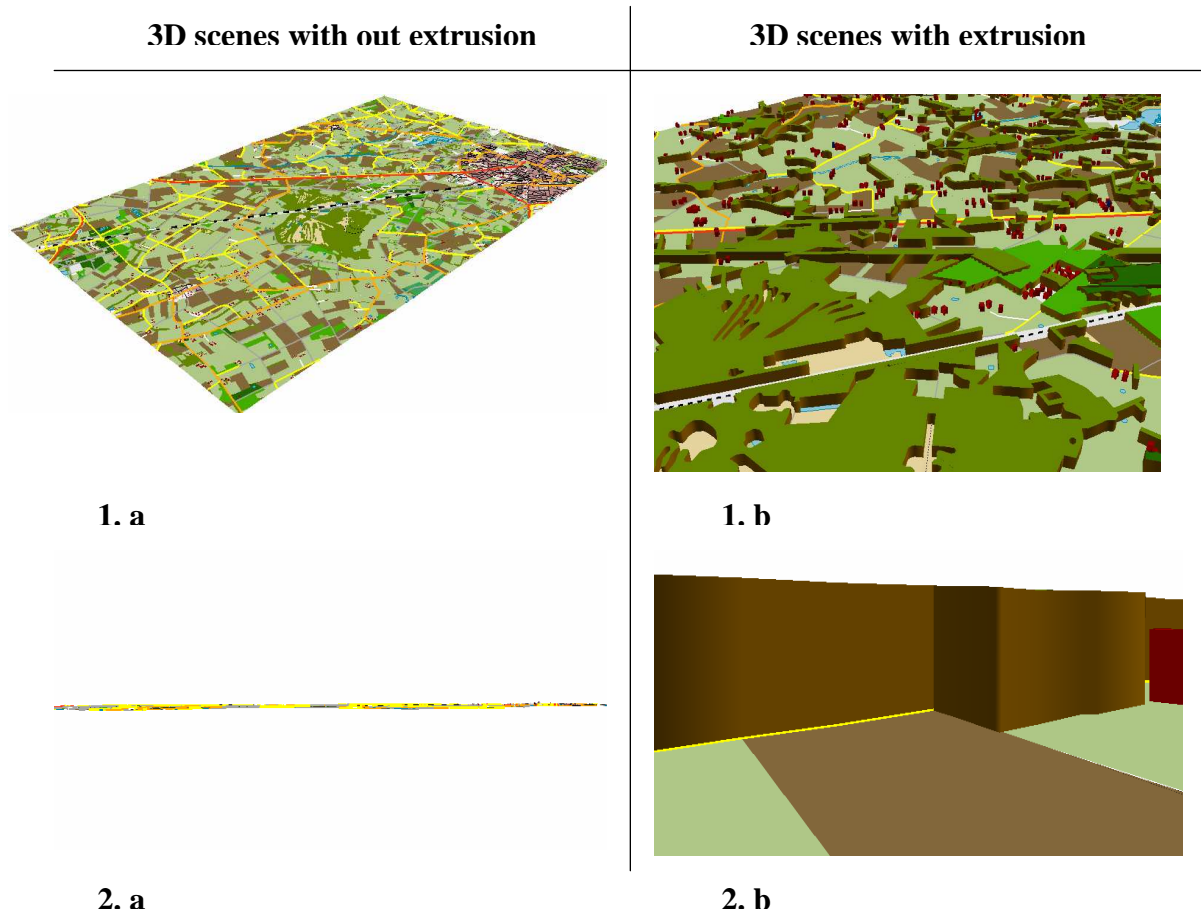 3D scenes with out extrusion
3D scenes with extrusion
1. a
1. b
2. a
2. b